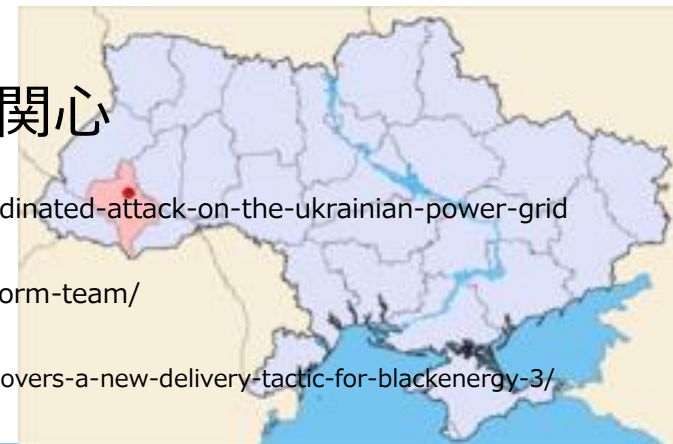 関心
dinated-attack-on-the-ukrainian-power-grid
orm-team/
overs-a-new-delivery-tactic-for-blackenergy-3/